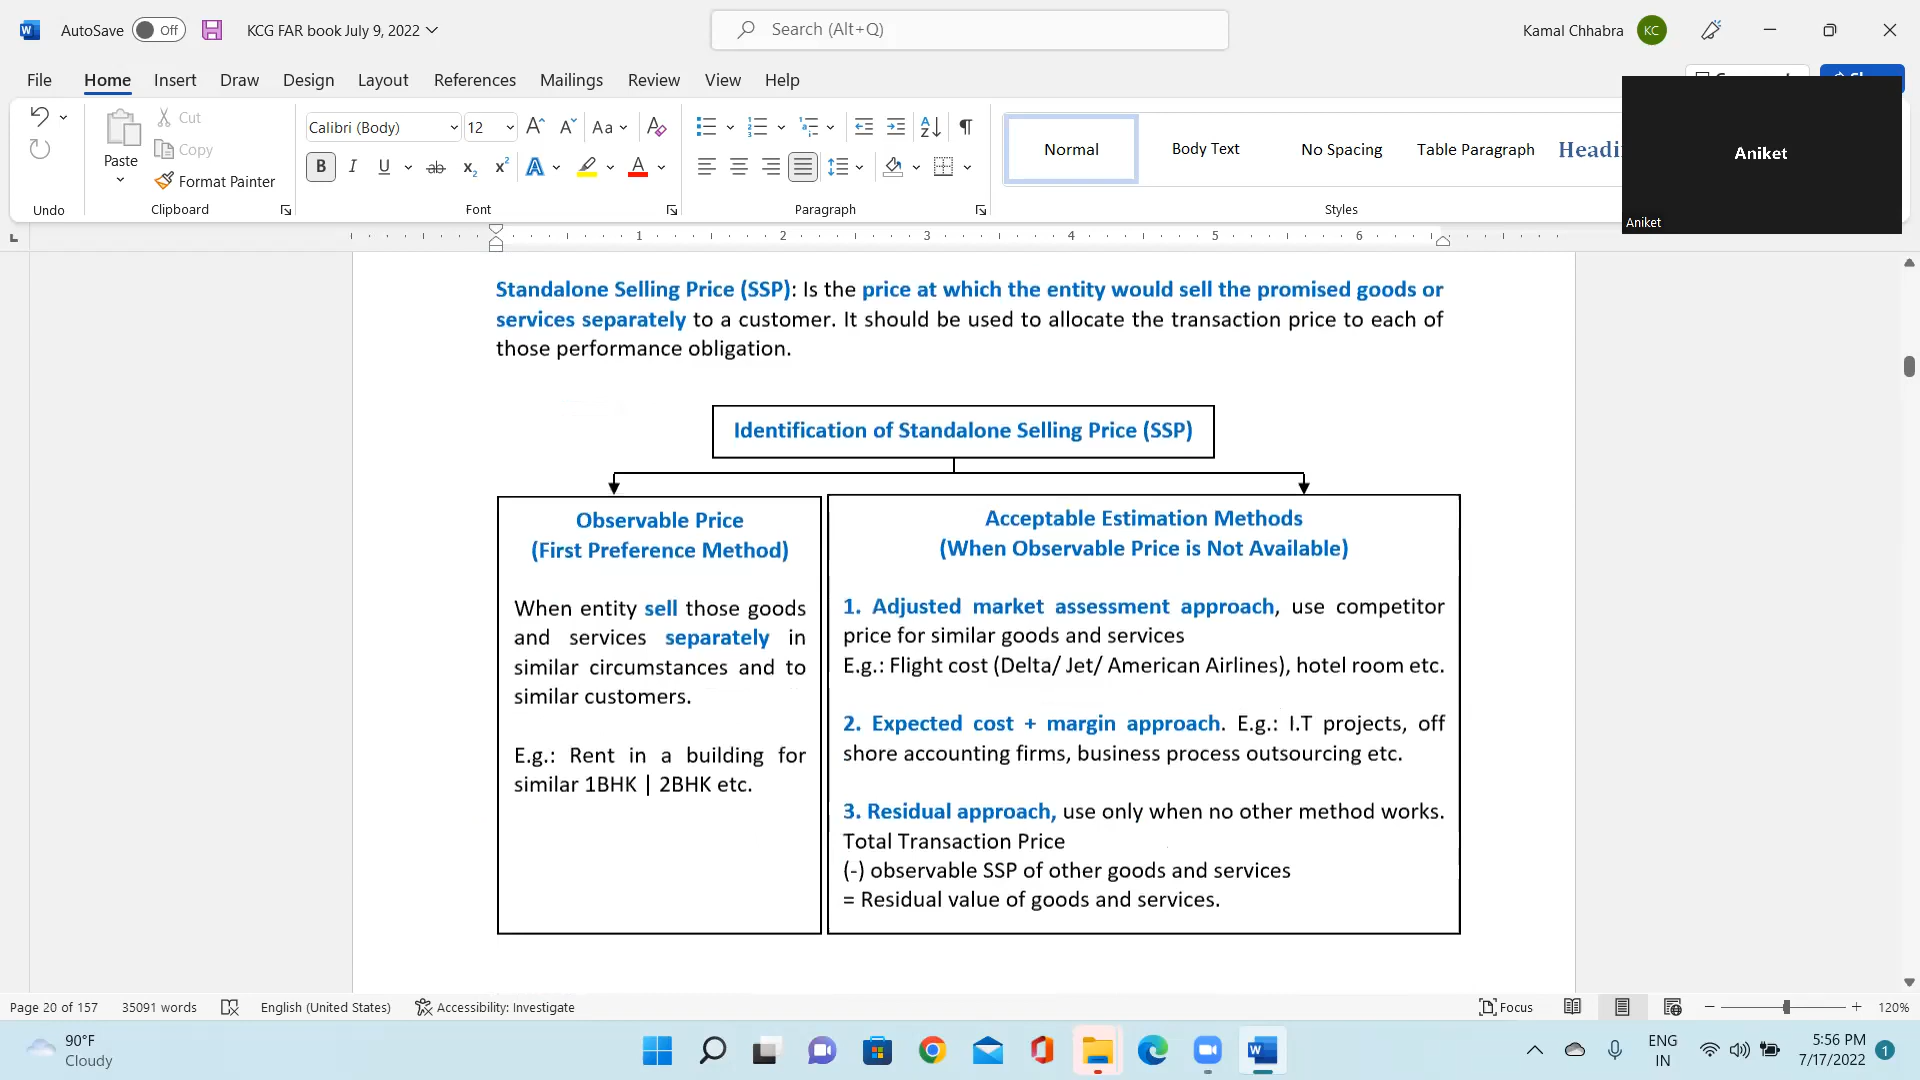 AutoSave Off KCG FAR book July 9, 2022 Search (Alt+Q) Kamal Chhabra KC
File Home Insert Draw Design Layout References Mailings Review View Help
Paste Cut Copy Format Painter
Calibri (Body) 12
Normal Body Text No Spacing Table Paragraph
Undo Clipboard Font Paragraph Styles
Aniket
Aniket
1 2 3 4 5 6
Standalone Selling Price (SSP): Is the price at which the entity would sell the promised goods or
services separately to a customer. It should be used to allocate the transaction price to each of
those performance obligation.
Identification of Standalone Selling Price (SSP)
Observable Price
(First Preference Method)
When entity sell those goods
and services separately in
similar circumstances and to
similar customers.
E.g.: Rent in a building for
similar 1BHK | 2BHK etc.
Acceptable Estimation Methods
(When Observable Price is Not Available)
1. Adjusted market assessment approach, use competitor
price for similar goods and services
E.g.: Flight cost (Delta/ Jet/ American Airlines), hotel room etc.
2. Expected cost + margin approach. E.g.: I.T projects, off
shore accounting firms, business process outsourcing etc.
3. Residual approach, use only when no other method works.
Total Transaction Price
(-) observable SSP of other goods and services
= Residual value of goods and services.
Page 20 of 157 35091 words English (United States) Accessibility: Investigate Focus 120%
90°F
Cloudy
ENG
IN
5:56 PM
7/17/2022
1